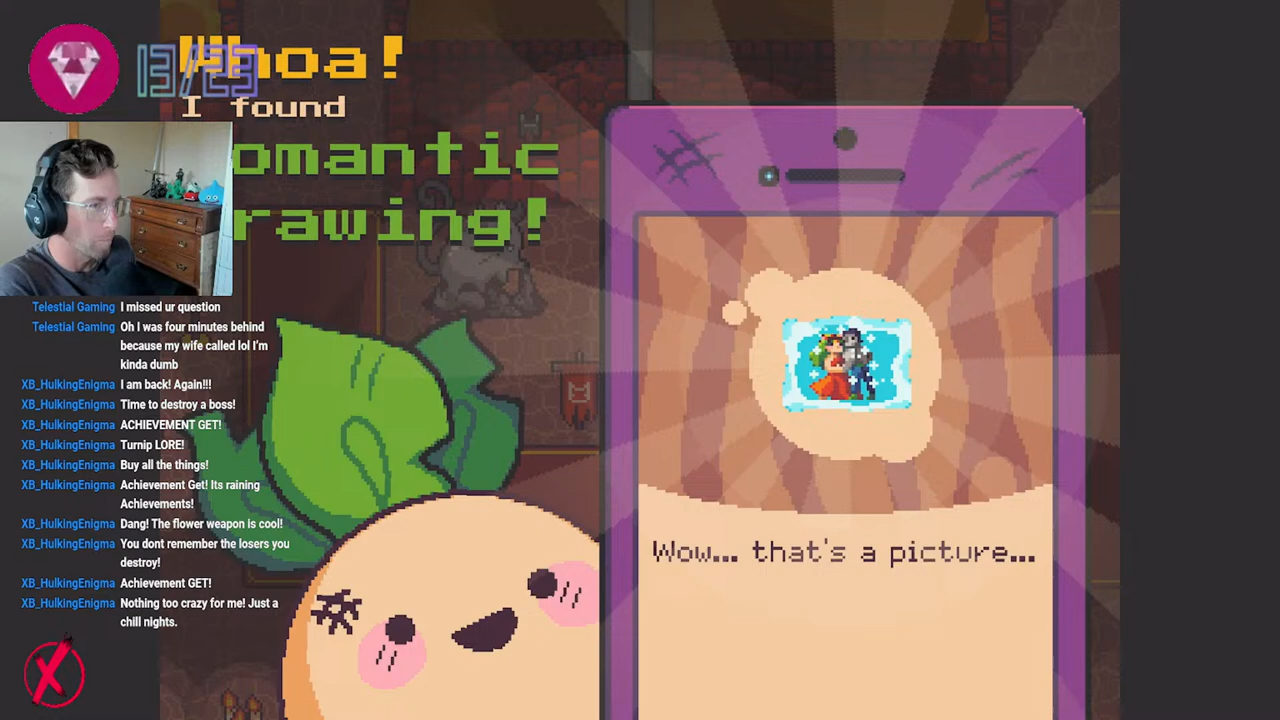 13/23
Whoa!
I found
omantic
rawing!
Wow... that's a picture...
Telestial Gaming I missed ur question
Telestial Gaming Oh I was four minutes behind
because my wife called lol I'm
kinda dumb
XB_HulkingEnigma I am back! Again!!!
XB_HulkingEnigma Time to destroy a boss!
XB_HulkingEnigma ACHIEVEMENT GET!
XB_HulkingEnigma Turnip LORE!
XB_HulkingEnigma Buy all the things!
XB_HulkingEnigma Achievement Get! Its raining
Achievements!
XB_HulkingEnigma Dang! The flower weapon is cool!
XB_HulkingEnigma You dont remember the losers you
destroy!
XB_HulkingEnigma Achievement GET!
XB_HulkingEnigma Nothing too crazy for me! Just a
chill nights.